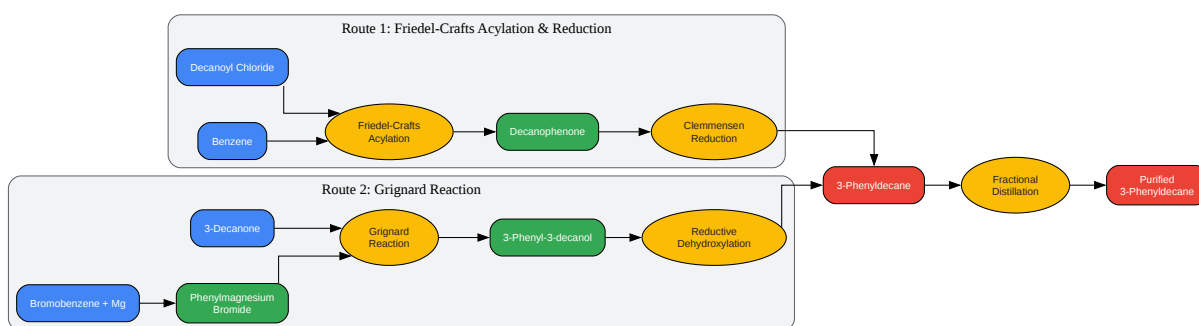 Route 1: Friedel-Crafts Acylation & Reduction
Decanoyl Chloride
Benzene
Friedel-Crafts
Acylation
Decanophenone
Clemmensen
Reduction
3-Phenyldecane
Fractional
Distillation
Purified
3-Phenyldecane
Route 2: Grignard Reaction
3-Decanone
Grignard
Reaction
3-Phenyl-3-decanol
Reductive
Dehydroxylation
Bromobenzene + Mg
Phenylmagnesium
Bromide